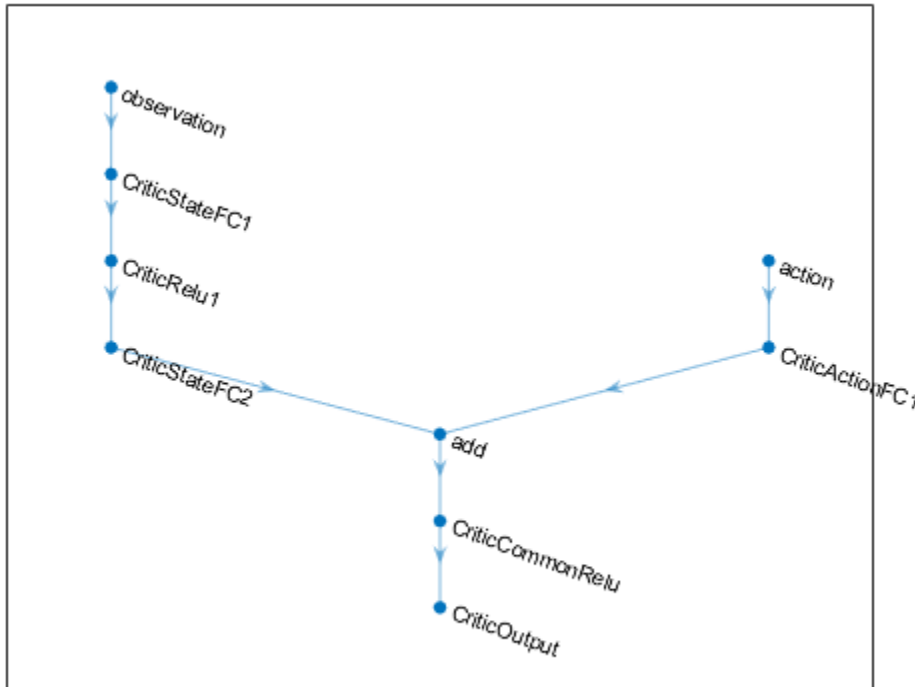 observation
CriticStateFC1
CriticRelu1
action
CriticStateFC2
CriticActionFC1
add
CriticCommonRelu
CriticOutput